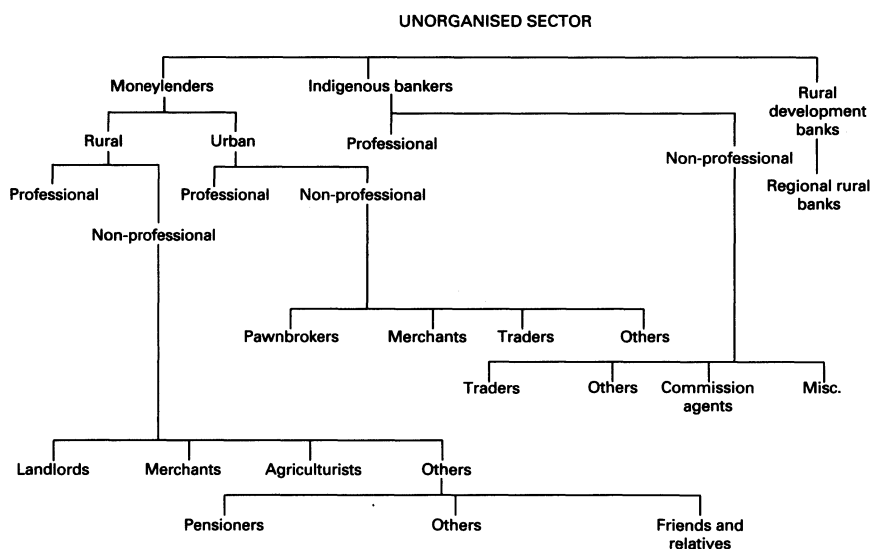 UNORGANISED SECTOR
Moneylenders
Indigenous bankers
Rural
development
banks
Rural
Urban
Professional
Non-professional
Professional
Professional
Non-professional
Regional rural
banks
Non-professional
Pawnbrokers
Merchants
Traders
Others
Traders
Others
Commission
agents
Misc.
Landlords
Merchants
Agriculturists
Others
Pensioners
Others
Friends and
relatives